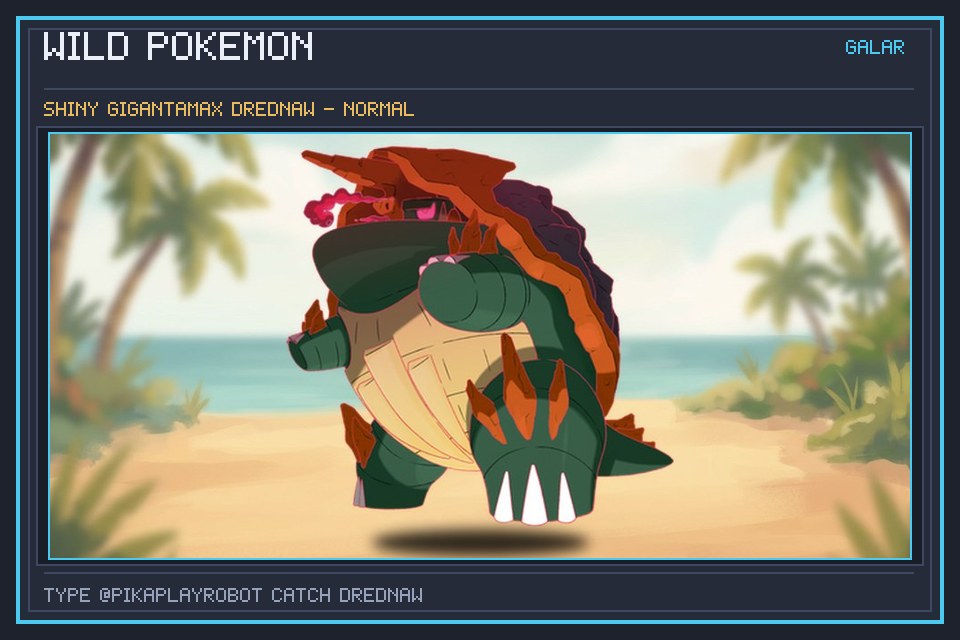 WILD POKEMON
GALAR
SHINY GIGANTAMAX DREDNAW - NORMAL
TYPE @PIKAPLAYROBOT CATCH DREDNAW